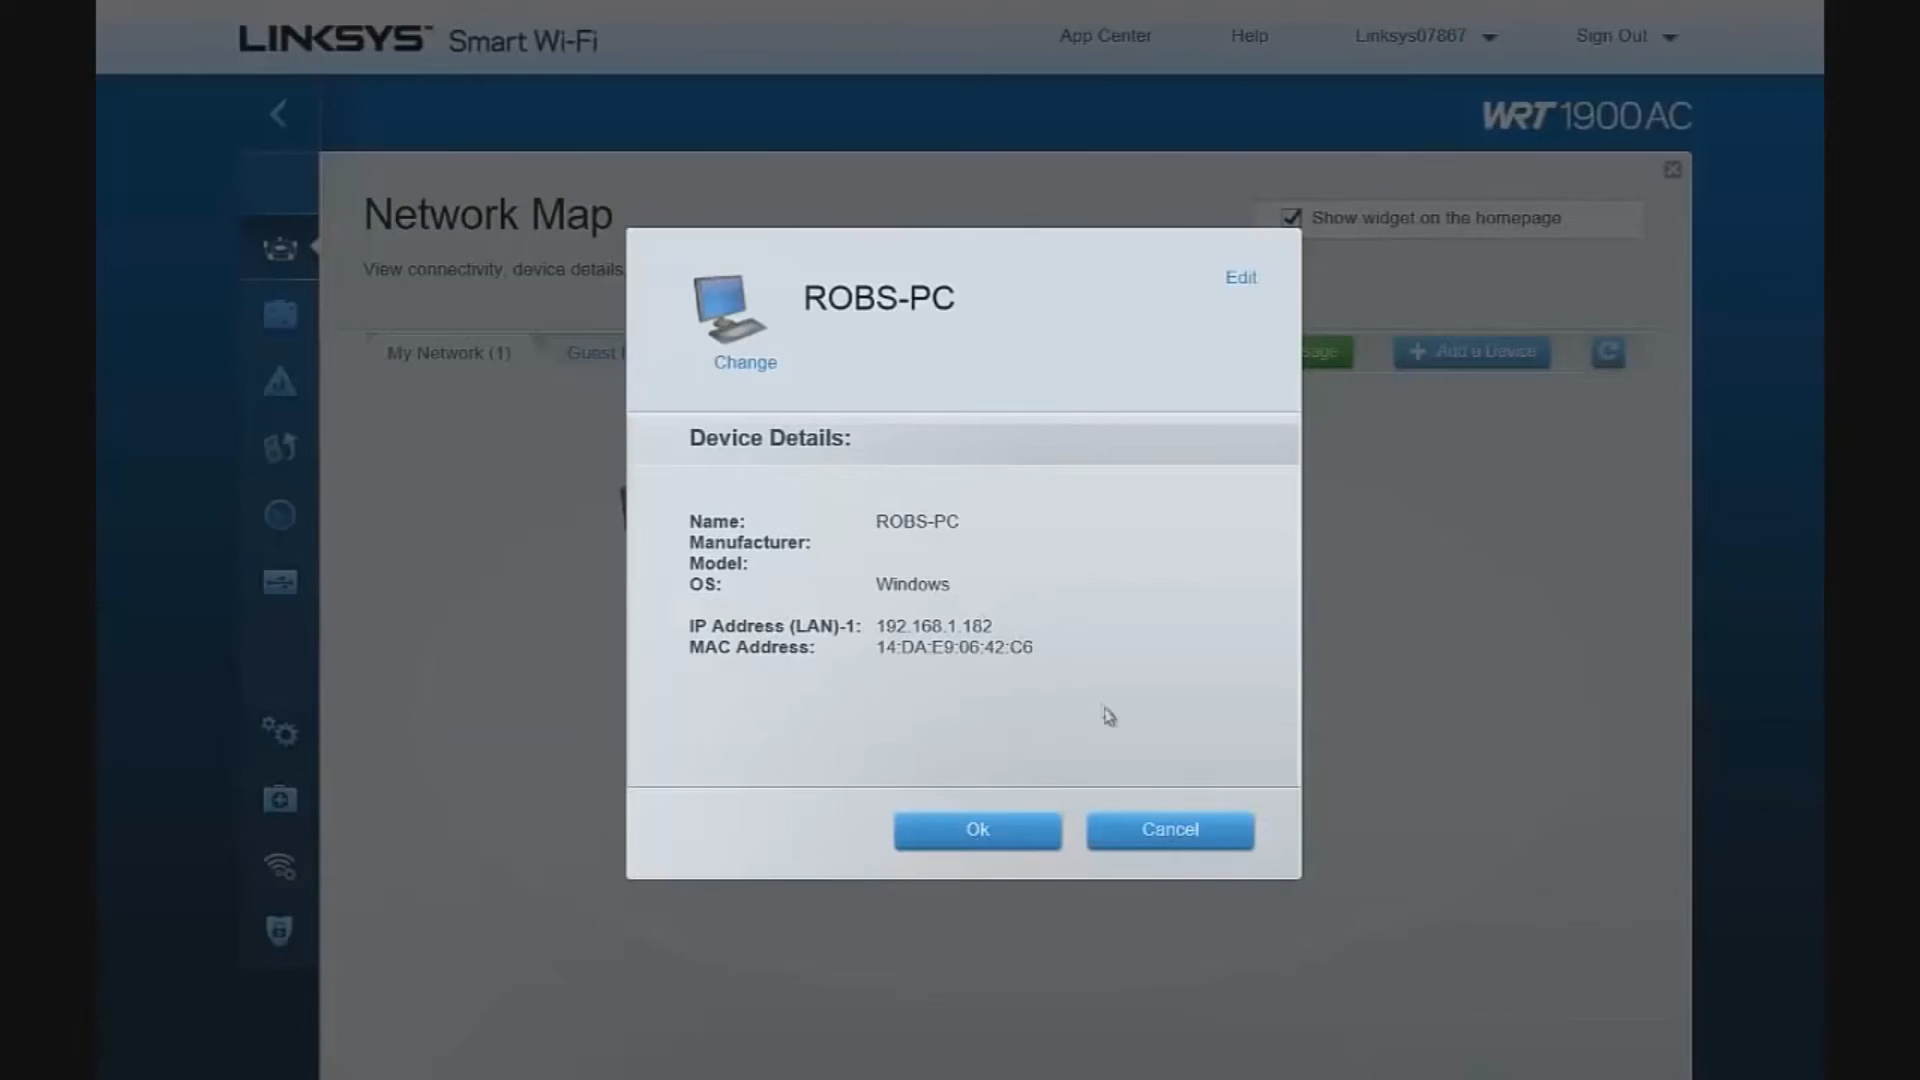 LINKSYS™ Smart Wi-Fi
App Center Help Linksys07867 Sign Out
WRT1900AC
Network Map
Show widget on the homepage
View connectivity, device details
My Network (1) Guest
Add a Device
ROBS-PC
Edit
Change
Device Details:
Name: ROBS-PC
Manufacturer:
Model:
OS: Windows
IP Address (LAN)-1: 192.168.1.182
MAC Address: 14:DA:E9:06:42:C6
Ok Cancel